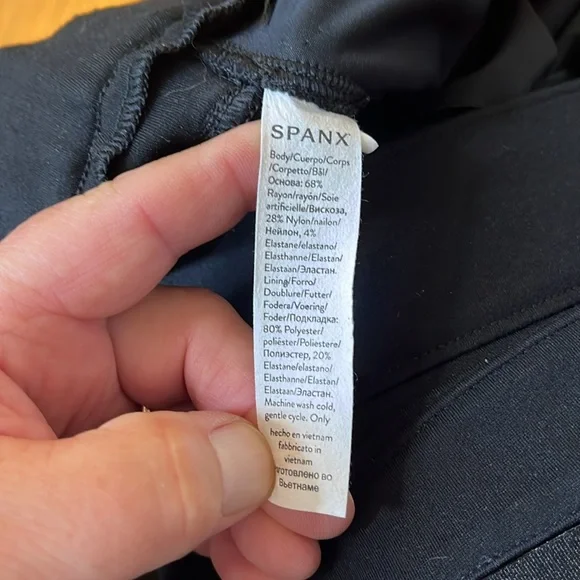 SPANX
Body/Cuerpo/Corps
/Corpetto/Bål/
Основа: 68%
Rayon/rayón/Soie
artificielle/Вискоза,
28% Nylon/nailon/
Нейлон, 4%
Elastane/elastano/
Elasthanne/Elastan/
Elastaan/Эластан.
Lining/Forro/
Doublure/Futter/
Fodera/Voering/
Foder/Подкладка:
80% Polyester/
poliéster/Poliestere/
Полиэстер, 20%
Elastane/elastano/
Elasthanne/Elastan/
Elastaan/Эластан.
Machine wash cold,
gentle cycle. Only
hecho en vietnam
fabbricato in
vietnam
зготовлено во
Вьетнаме